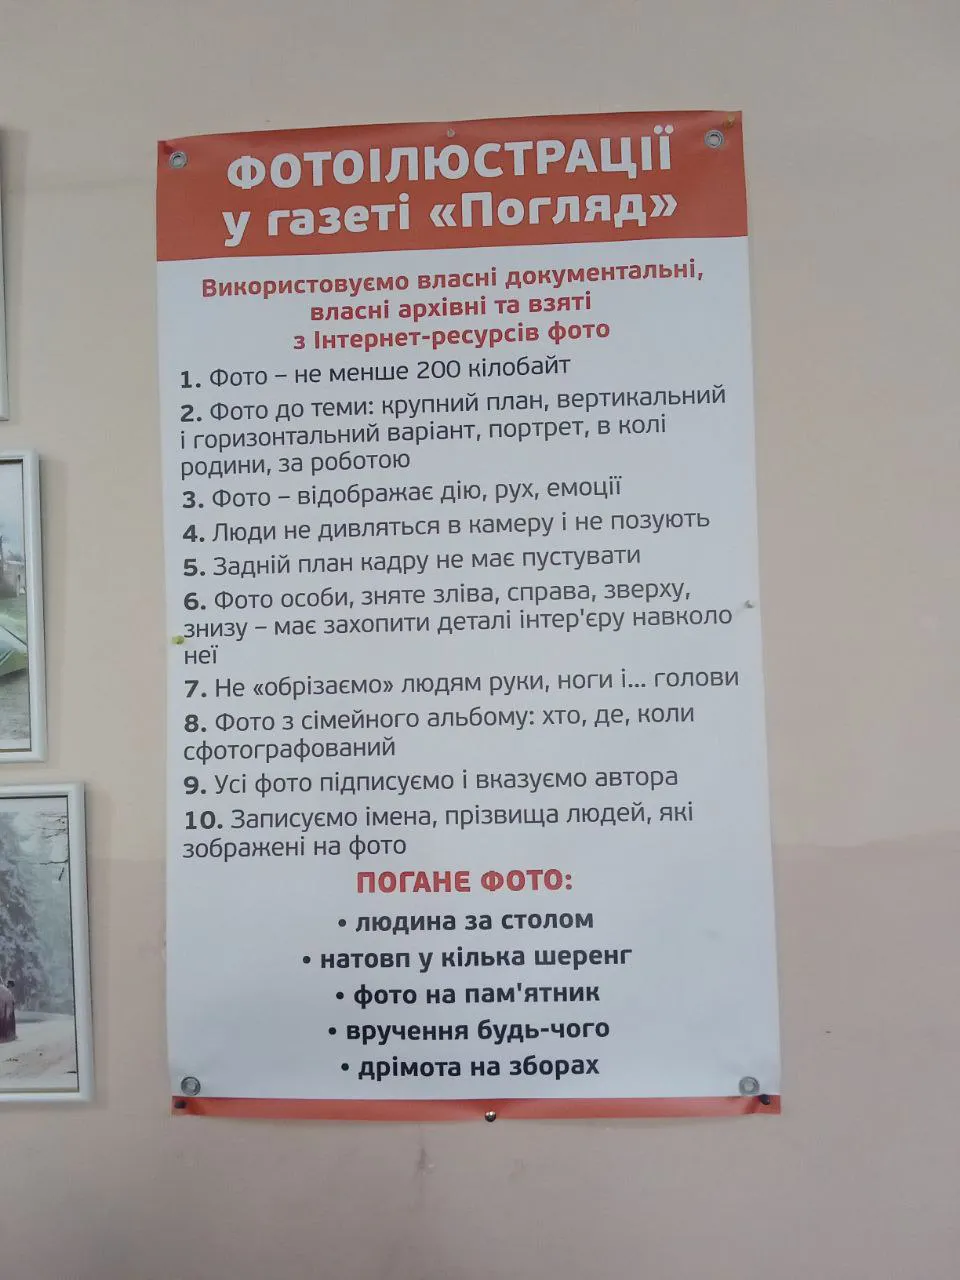 ФОТОІЛЮСТРАЦІЇ
у газеті «Погляд»
Використовуємо власні документальні,
власні архівні та взяті
з Інтернет-ресурсів фото
1. Фото – не менше 200 кілобайт
2. Фото до теми: крупний план, вертикальний
і горизонтальний варіант, портрет, в колі
родини, за роботою
3. Фото – відображає дію, рух, емоції
4. Люди не дивляться в камеру і не позують
5. Задній план кадру не має пустувати
6. Фото особи, зняте зліва, справа, зверху,
знизу – має захопити деталі інтер'єру навколо
неї
7. Не «обрізаємо» людям руки, ноги і... голови
8. Фото з сімейного альбому: хто, де, коли
сфотографований
9. Усі фото підписуємо і вказуємо автора
10. Записуємо імена, прізвища людей, які
зображені на фото
ПОГАНЕ ФОТО:
• людина за столом
• натовп у кілька шеренг
• фото на пам'ятник
• вручення будь-чого
• дрімота на зборах